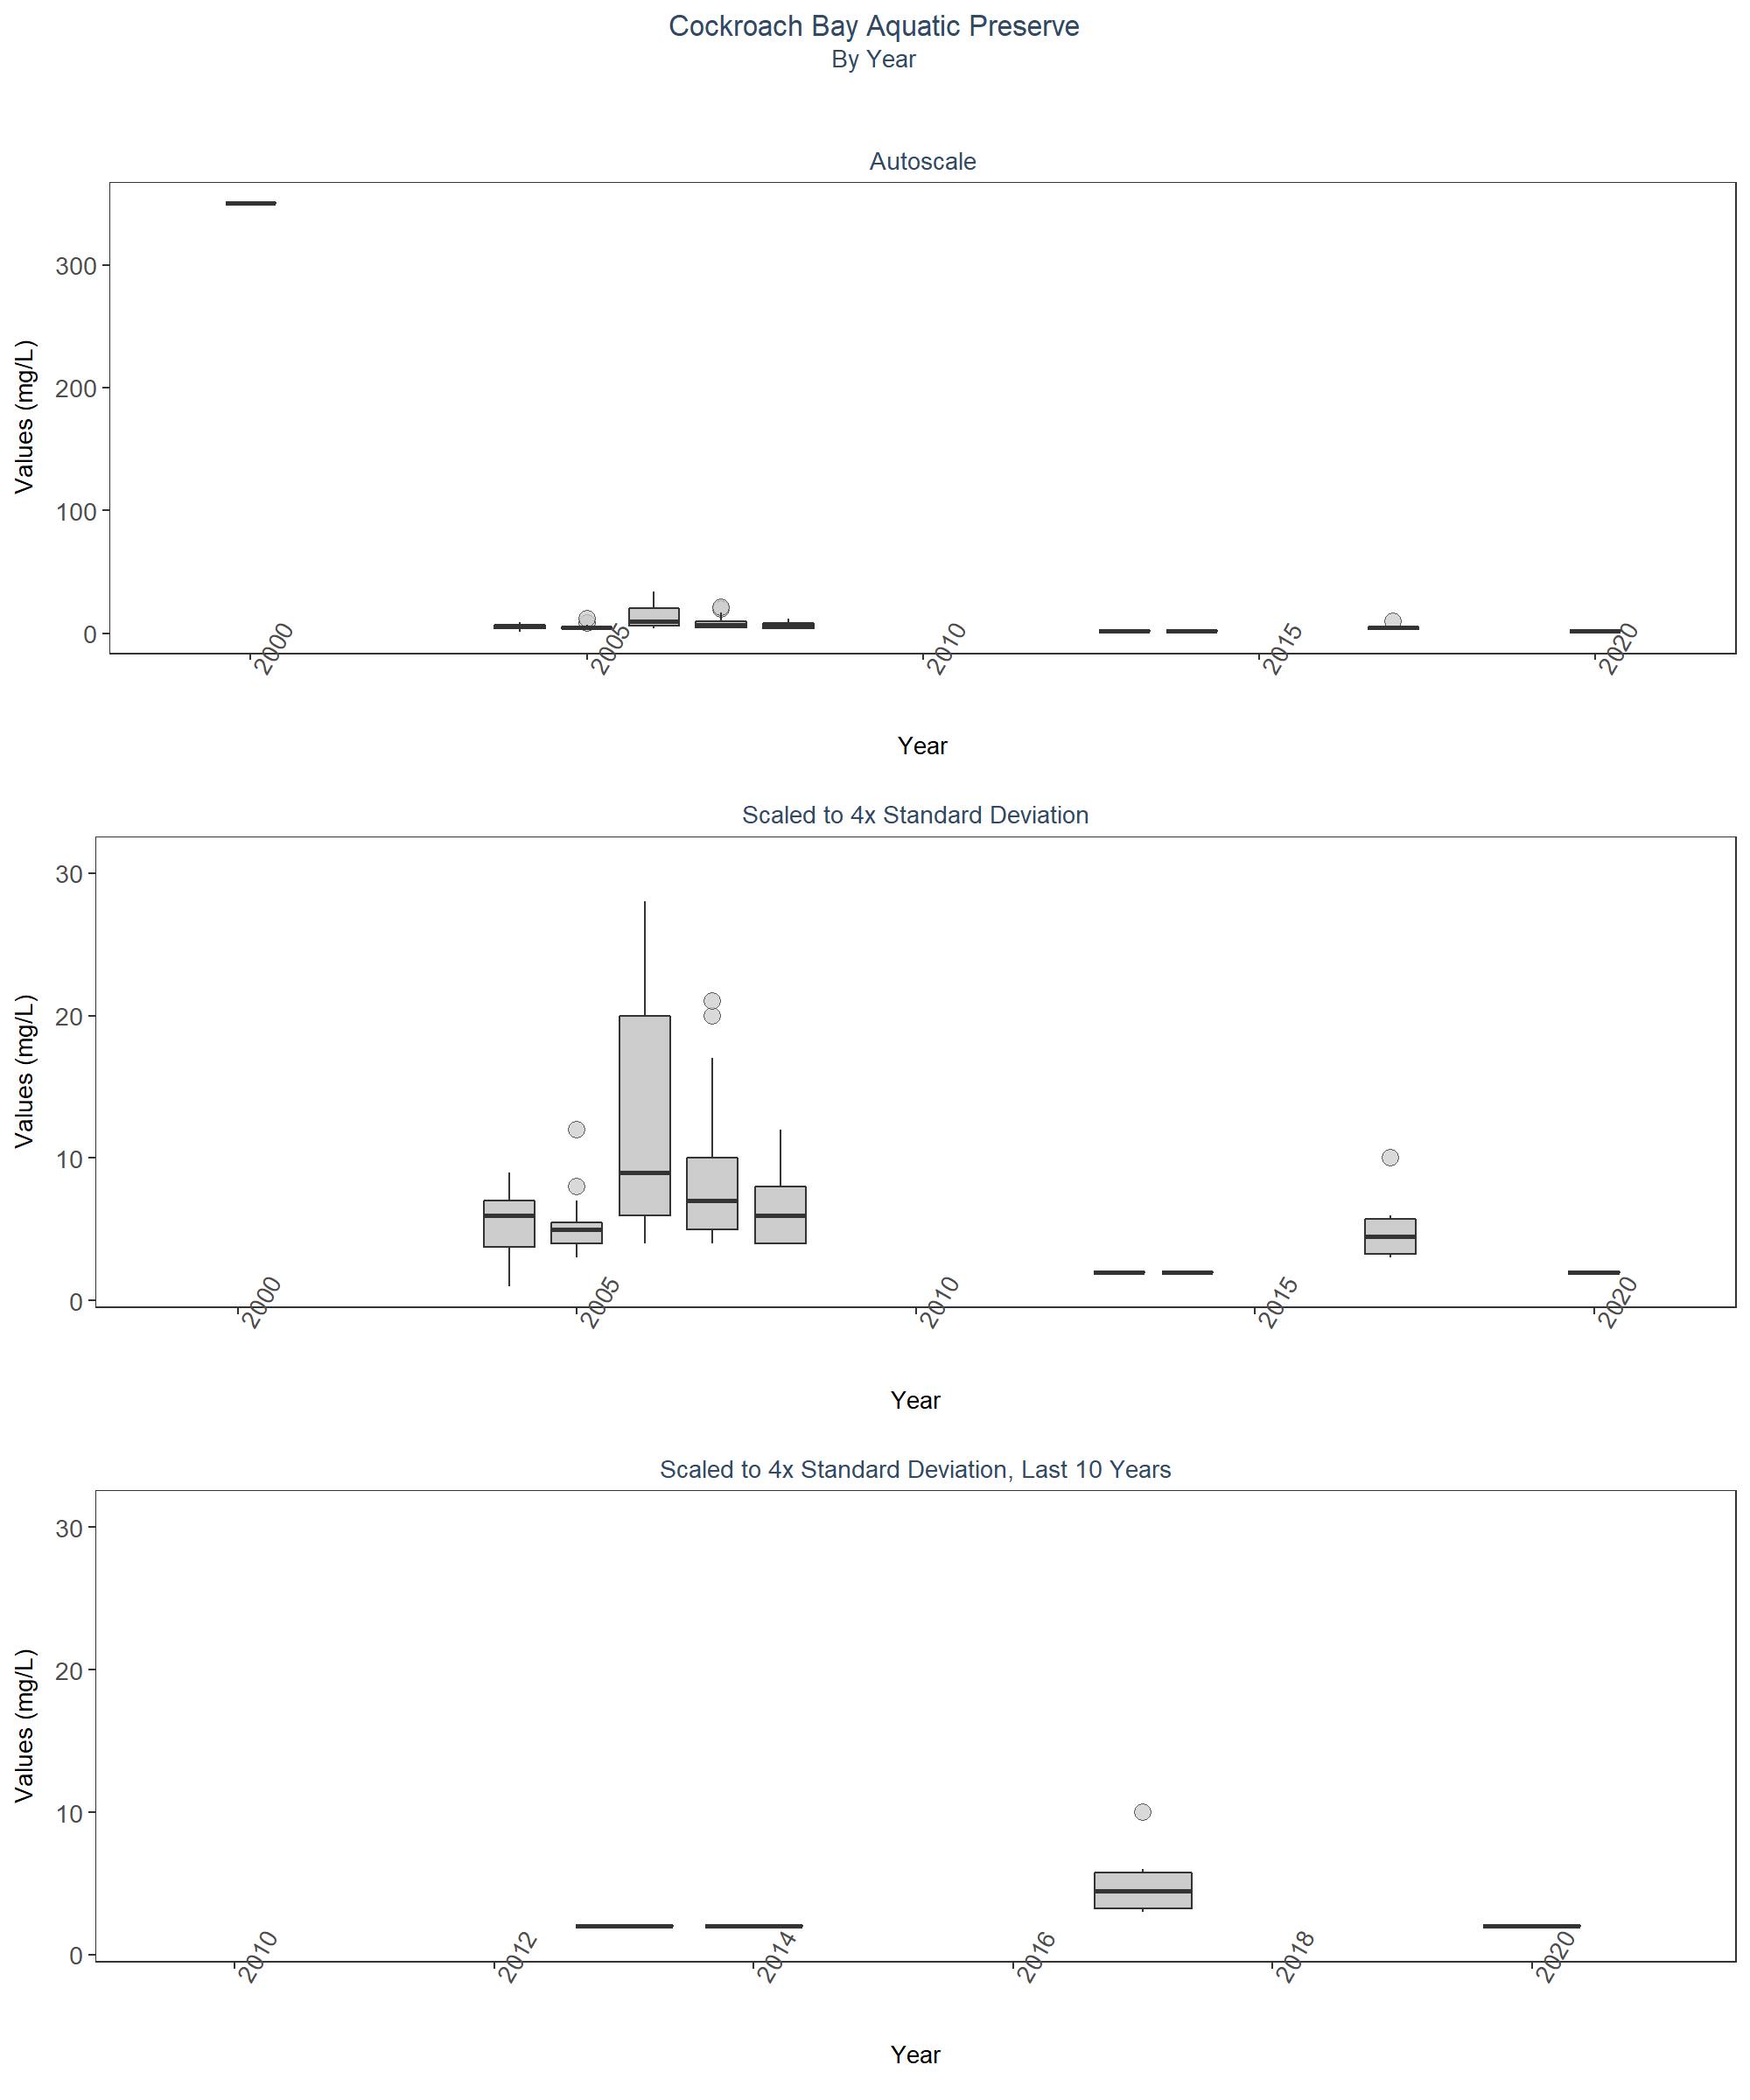 Cockroach Bay Aquatic Preserve
By Year
Autoscale
Values (mg/L)
300
200
100
0
2000
2005
2010
2015
2020
Year
Scaled to 4x Standard Deviation
Values (mg/L)
30
20
10
0
2000
2005
2010
2015
2020
Year
Scaled to 4x Standard Deviation, Last 10 Years
Values (mg/L)
30
20
10
0
2010
2012
2014
2016
2018
2020
Year